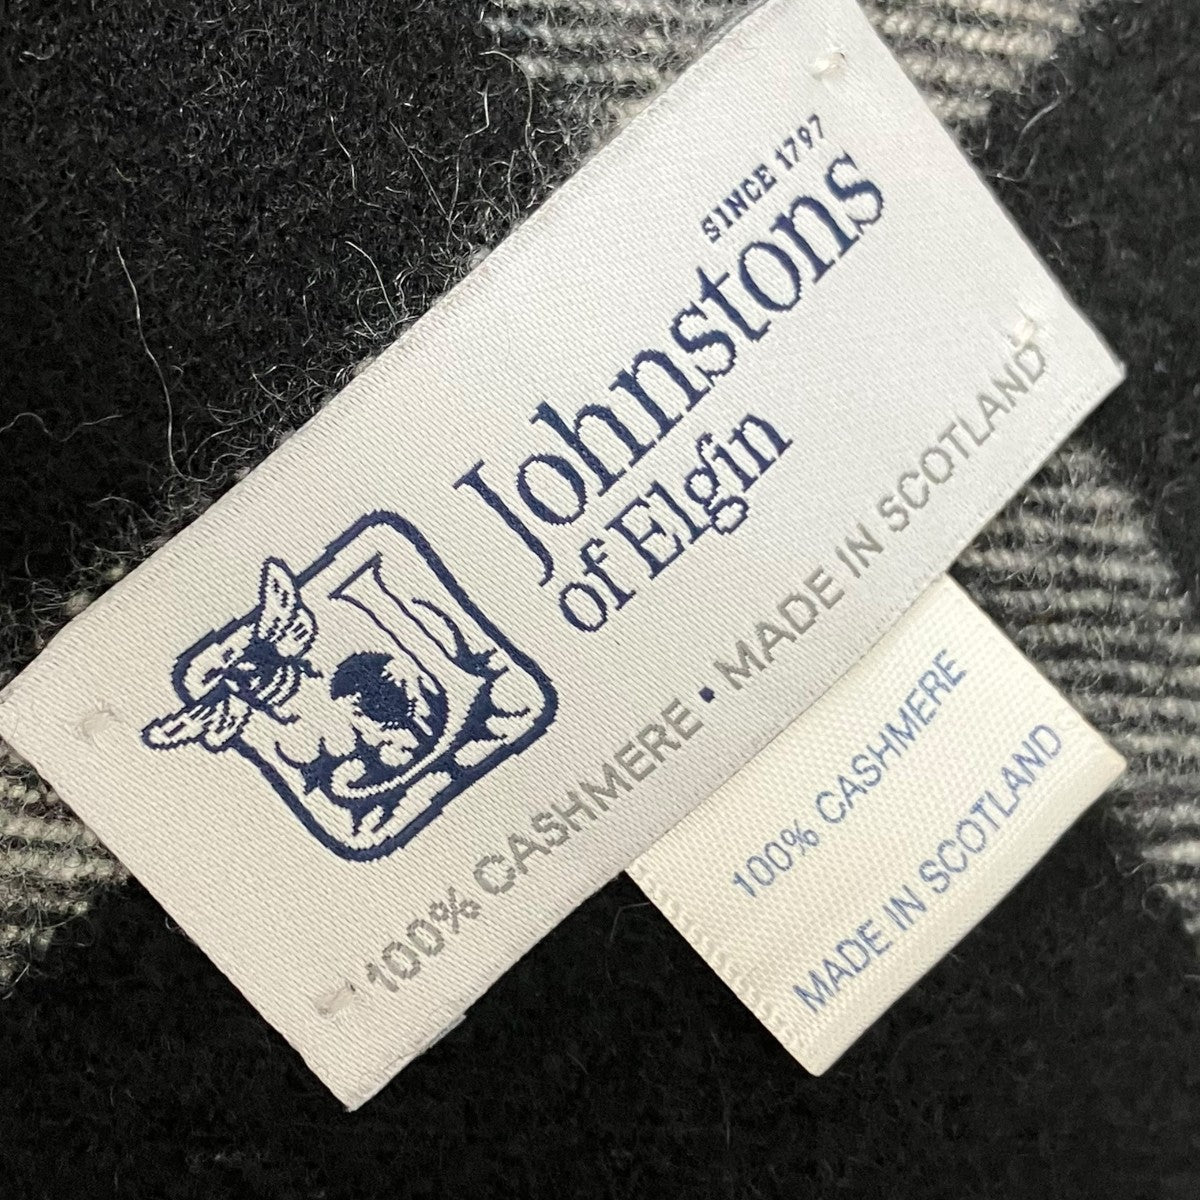 SINCE 1797
Johnstons
of Elgin
100% CASHMERE • MADE IN SCOTLAND
100% CASHMERE
MADE IN SCOTLAND